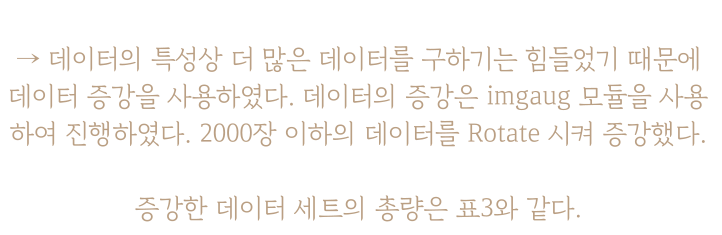 → 데이터의 특성상 더 많은 데이터를 구하기는 힘들었기 때문에
데이터 증강을 사용하였다. 데이터의 증강은 imgaug 모듈을 사용
하여 진행하였다. 2000장 이하의 데이터를 Rotate 시켜 증강했다.
증강한 데이터 세트의 총량은 표3와 같다.